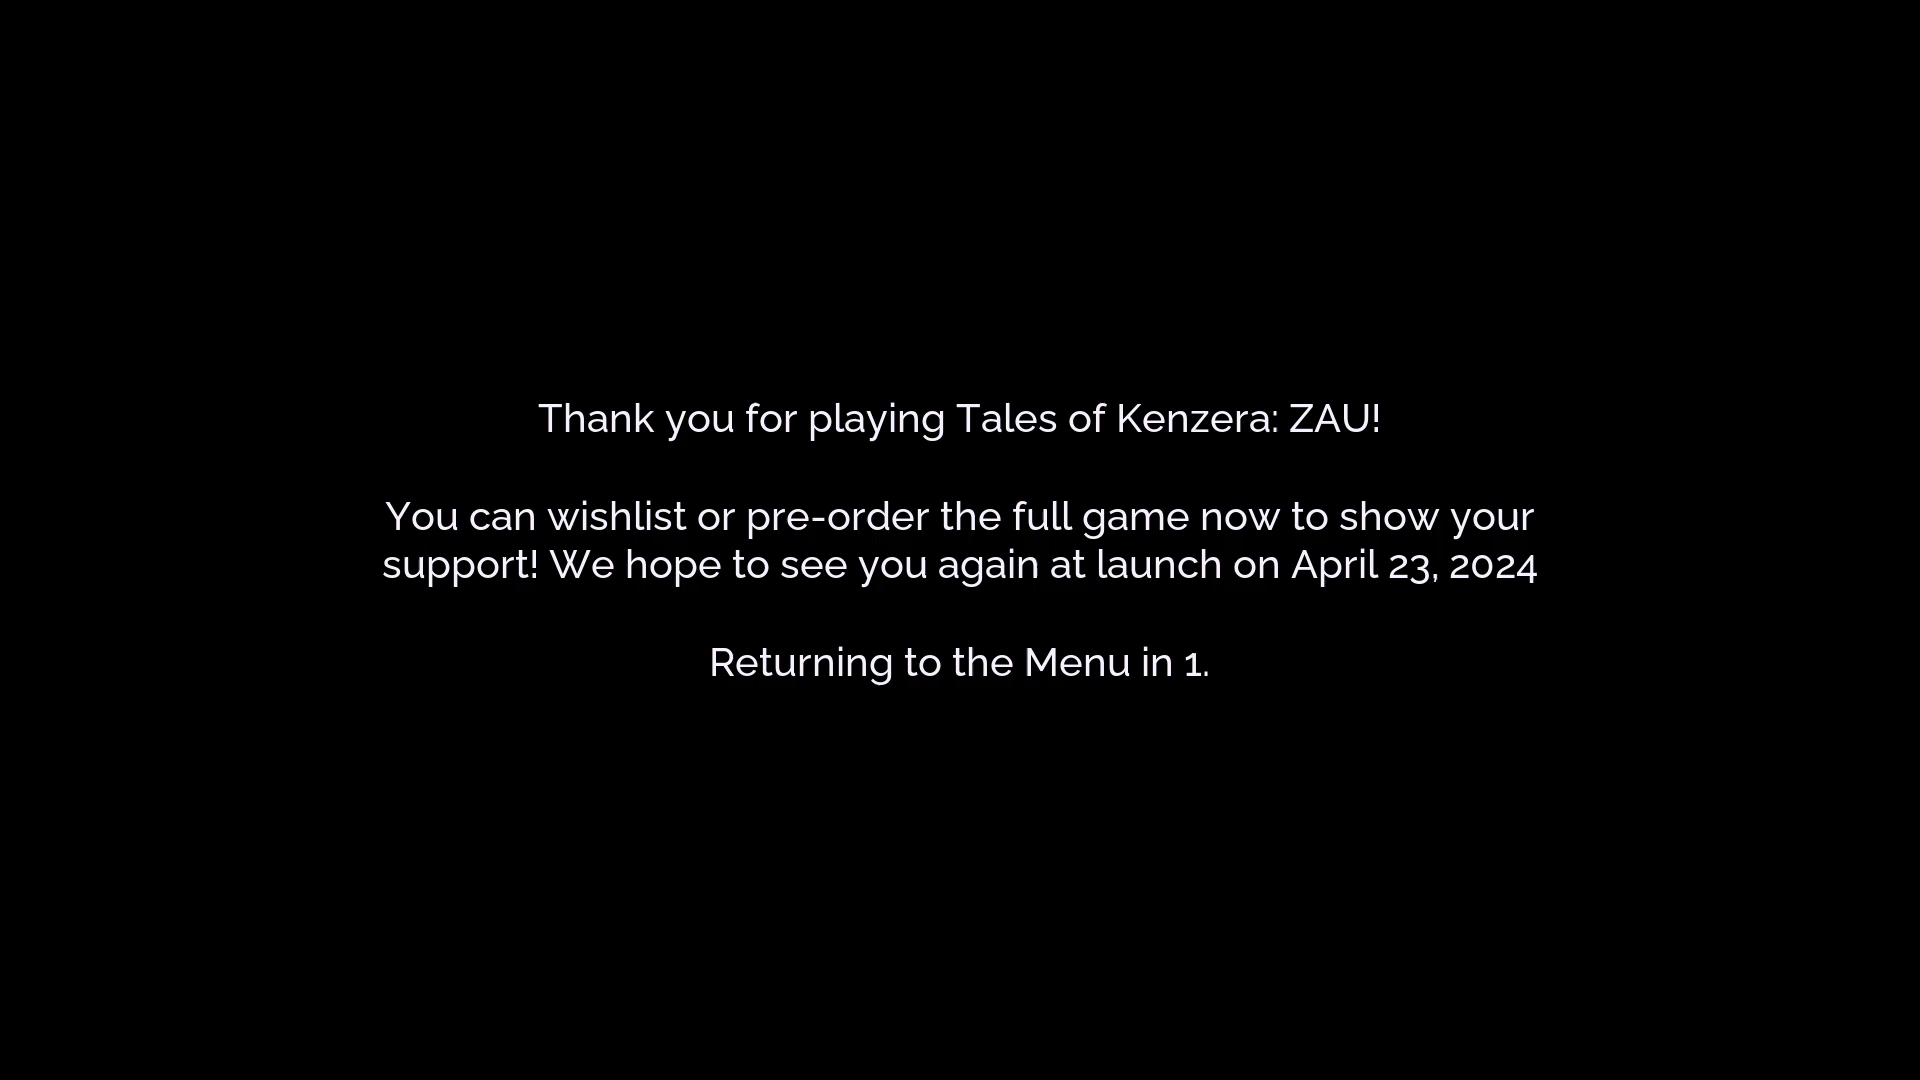 Thank you for playing Tales of Kenzera: ZAU!
You can wishlist or pre-order the full game now to show your
support! We hope to see you again at launch on April 23, 2024
Returning to the Menu in 1.